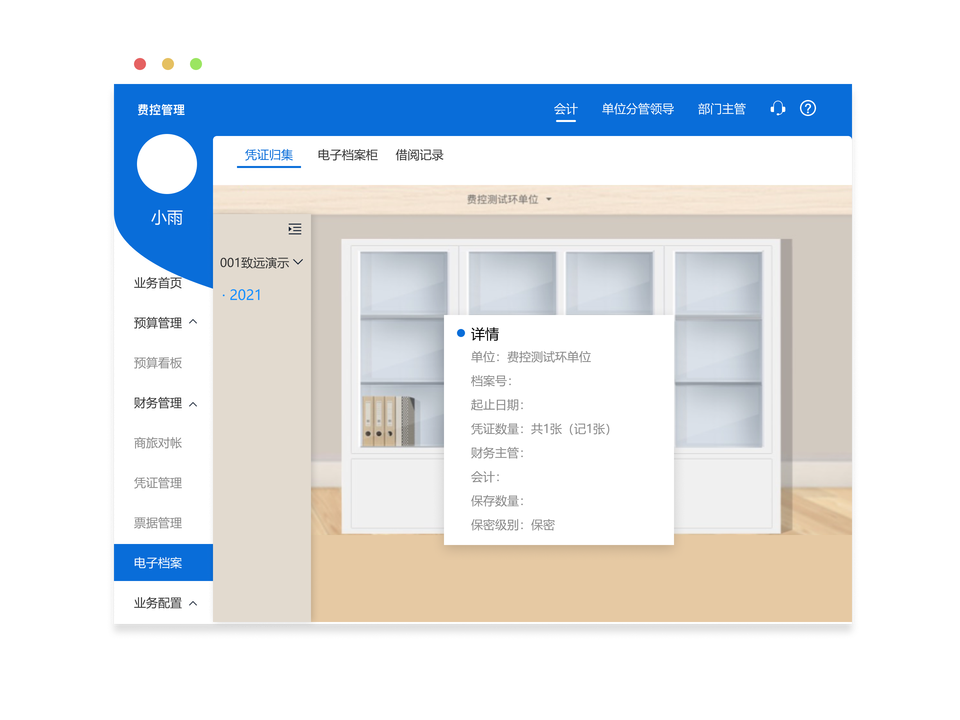 费控管理
会计 单位分管领导 部门主管
小雨
凭证归集 电子档案柜 借阅记录
费控测试环单位
001致远演示
· 2021
业务首页
预算管理
预算看板
财务管理
商旅对帐
凭证管理
票据管理
电子档案
业务配置
详情
单位：费控测试环单位
档案号：
起止日期：
凭证数量：共1张（记1张）
财务主管：
会计：
保存数量：
保密级别：保密